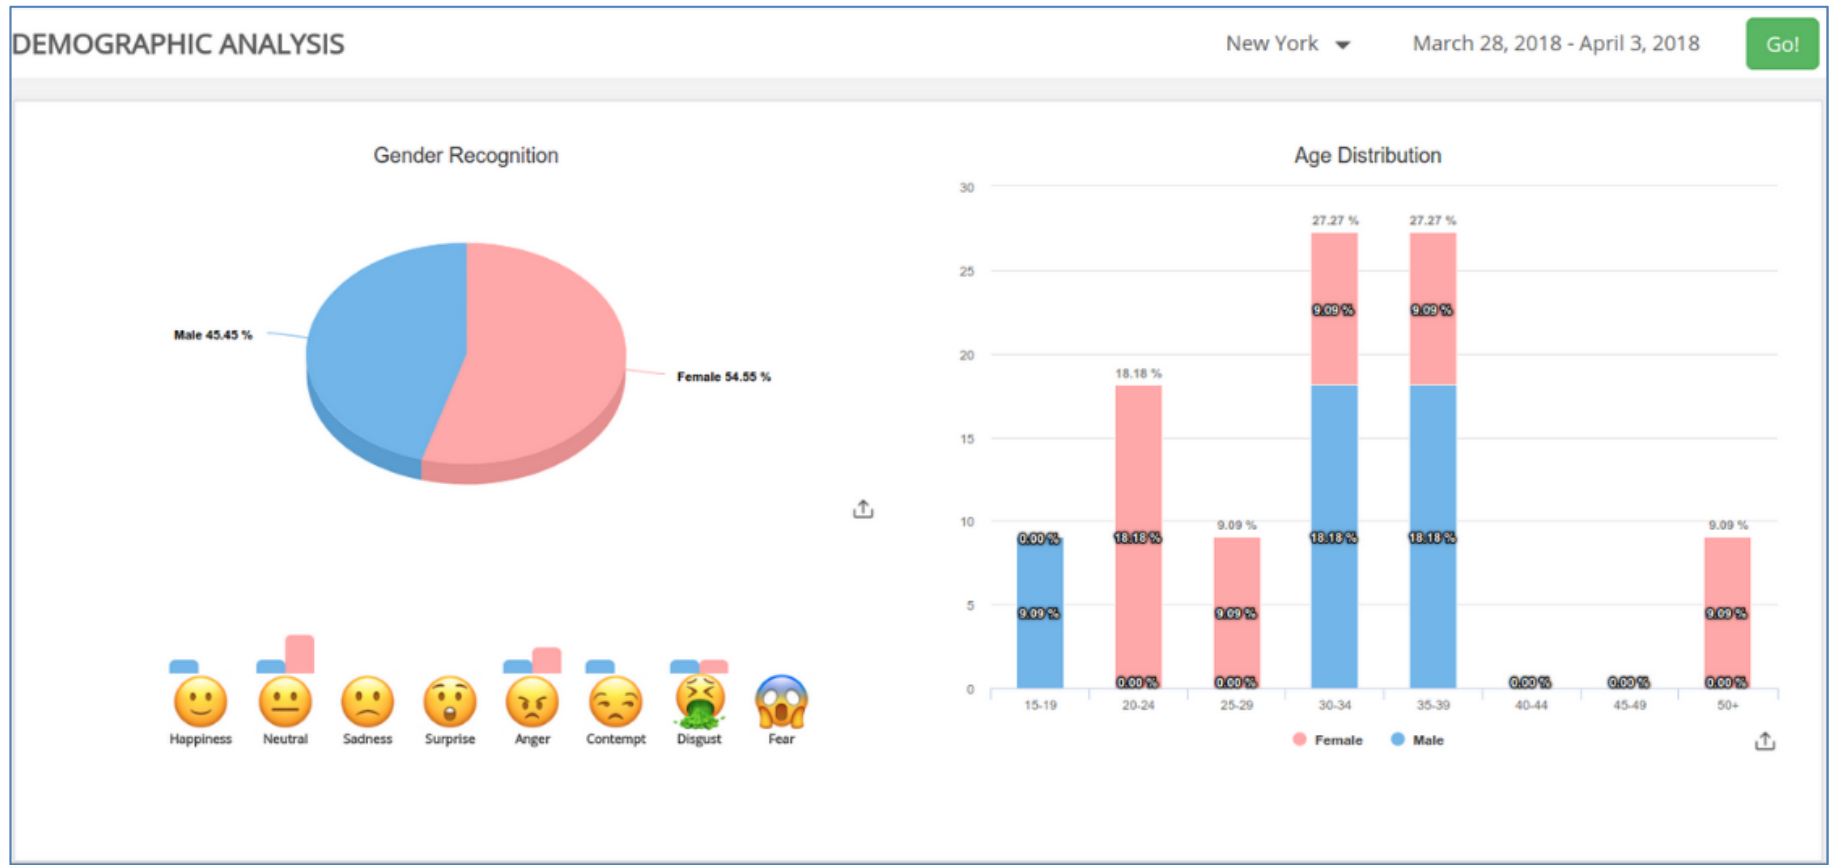 DEMOGRAPHIC ANALYSIS
New York
March 28, 2018 - April 3, 2018
Go!
Gender Recognition
Male 45.45 %
Female 54.55 %
Happiness Neutral Sadness Surprise Anger Contempt Disgust Fear
Age Distribution
30
27.27 % 27.27 %
25
9.09 % 9.09 %
20
18.18 %
15
10
9.09 % 9.09 %
0.00 % 18.18 % 18.18 % 18.18 %
5
9.09 % 9.09 % 9.09 %
0
0.00 % 0.00 % 0.00 % 0.00 % 0.00 %
15-19 20-24 25-29 30-34 35-39 40-44 45-49 50+
Female Male